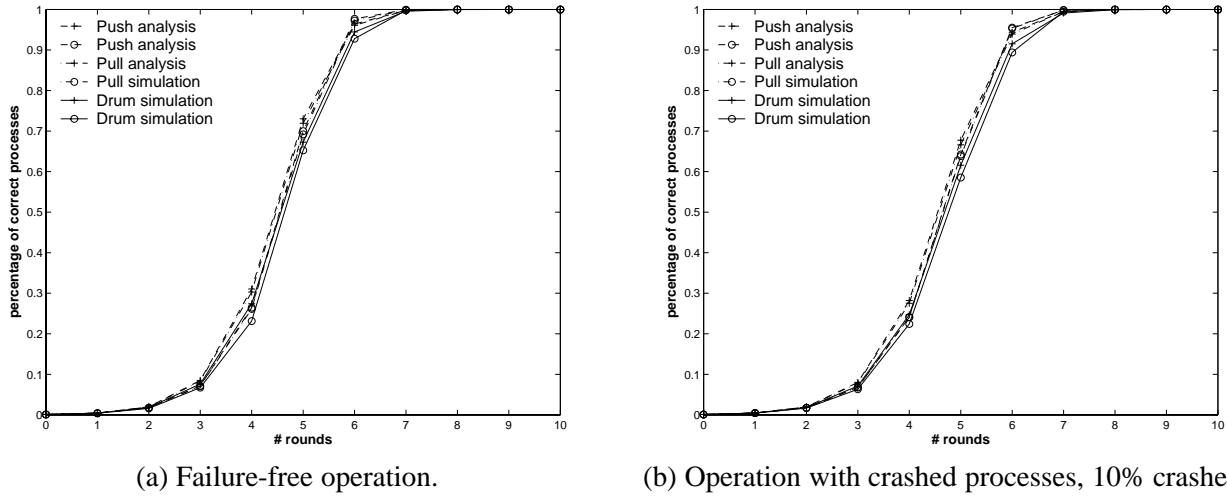 1
0.9
0.8
0.7
0.6
0.5
0.4
0.3
0.2
0.1
0
percentage of correct processes
Push analysis
Push analysis
Pull analysis
Pull simulation
Drum simulation
Drum simulation
0 1 2 3 4 5 6 7 8 9 10
# rounds
(a) Failure-free operation.
1
0.9
0.8
0.7
0.6
0.5
0.4
0.3
0.2
0.1
0
percentage of correct processes
Push analysis
Push analysis
Pull analysis
Pull simulation
Drum simulation
Drum simulation
0 1 2 3 4 5 6 7 8 9 10
# rounds
(b) Operation with crashed processes, 10% crashe